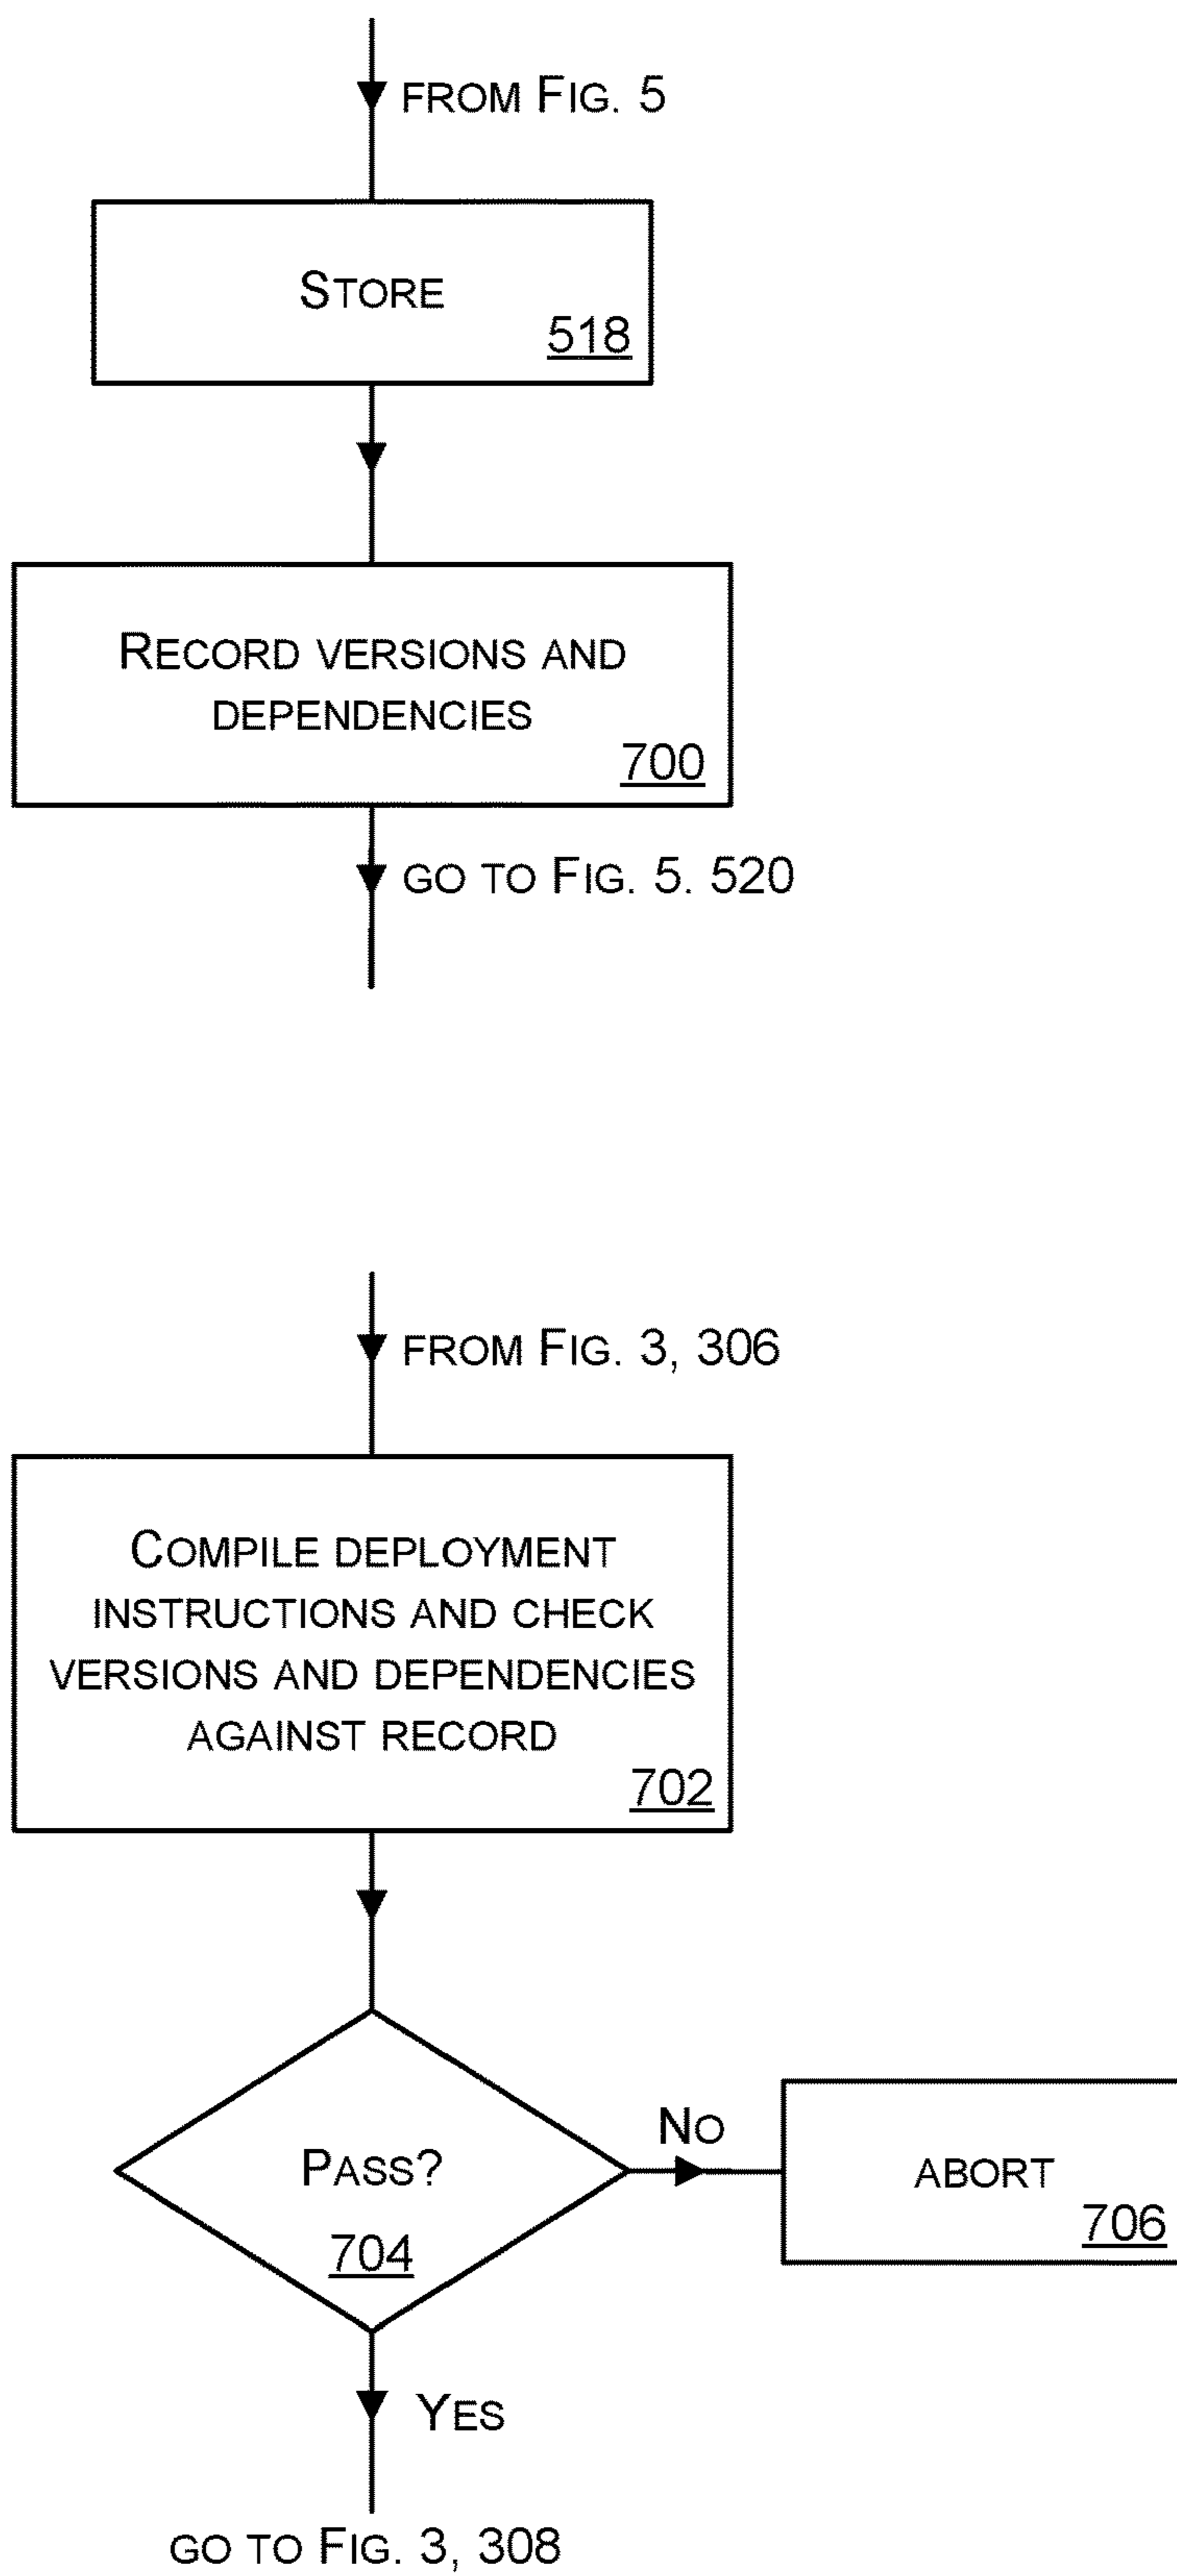 FROM FIG. 5
STORE
518
RECORD VERSIONS AND
DEPENDENCIES
700
GO TO FIG. 5. 520
FROM FIG. 3, 306
COMPILE DEPLOYMENT
INSTRUCTIONS AND CHECK
VERSIONS AND DEPENDENCIES
AGAINST RECORD
702
PASS?
704
NO
ABORT
706
YES
GO TO FIG. 3, 308